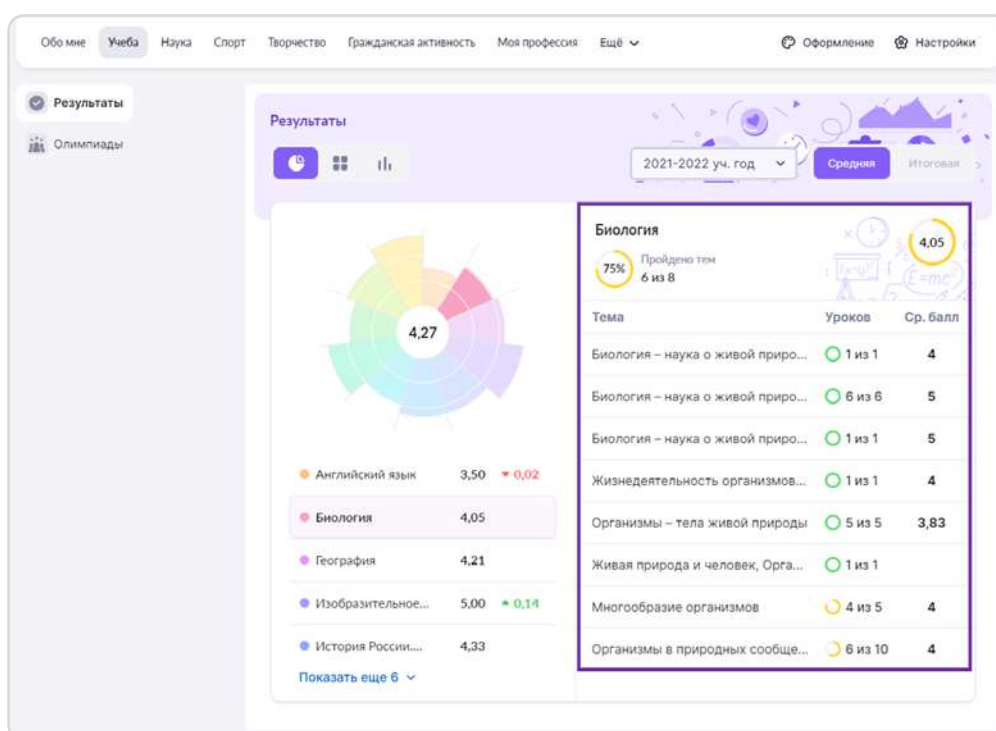 Обо мне Учеба Наука Спорт Творчество Гражданская активность Моя профессия Ещё Оформление Настройки
Результаты
Олимпиады
Результаты
2021-2022 уч. год Средняя Итоговая
4,27
Английский язык 3,50 0,02
Биология 4,05
География 4,21
Изобразительное... 5,00 0,14
История России.... 4,33
Показать еще 6
Биология
4,05
75% Пройдено тем
6 из 8
E=mc²
Тема Уроков Ср. балл
Биология – наука о живой приро... 1 из 1 4
Биология – наука о живой приро... 6 из 6 5
Биология – наука о живой приро... 1 из 1 5
Жизнедеятельность организмов... 1 из 1 4
Организмы – тела живой природы 5 из 5 3,83
Живая природа и человек, Орга... 1 из 1
Многообразие организмов 4 из 5 4
Организмы в природных сообще... 6 из 10 4